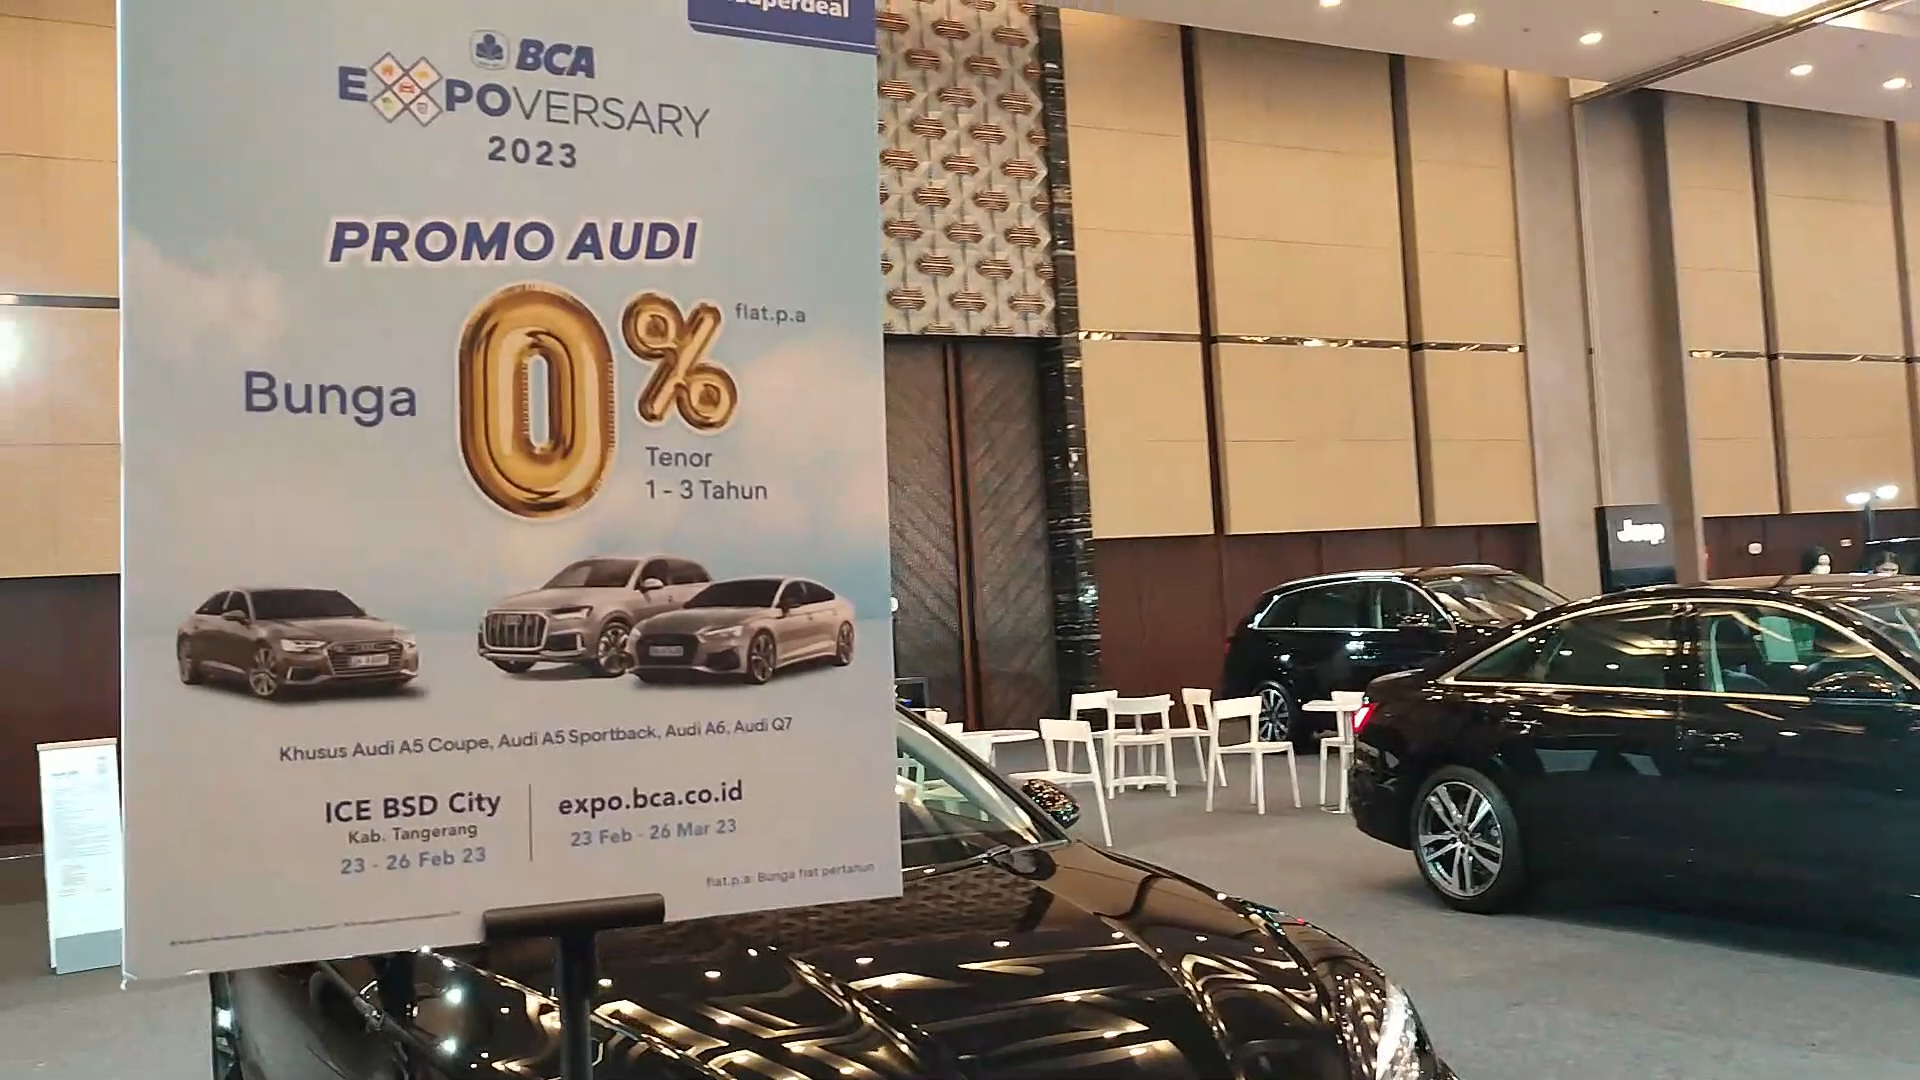 superdeal
BCA
EXPOVERSARY
2023
PROMO AUDI
Bunga 0% flat.p.a
Tenor
1 - 3 Tahun
Khusus Audi A5 Coupe, Audi A5 Sportback, Audi A6, Audi Q7
ICE BSD City
Kab. Tangerang
23 - 26 Feb 23
expo.bca.co.id
23 Feb - 26 Mar 23
flat.p.a: Bunga flat pertahun
Jeep